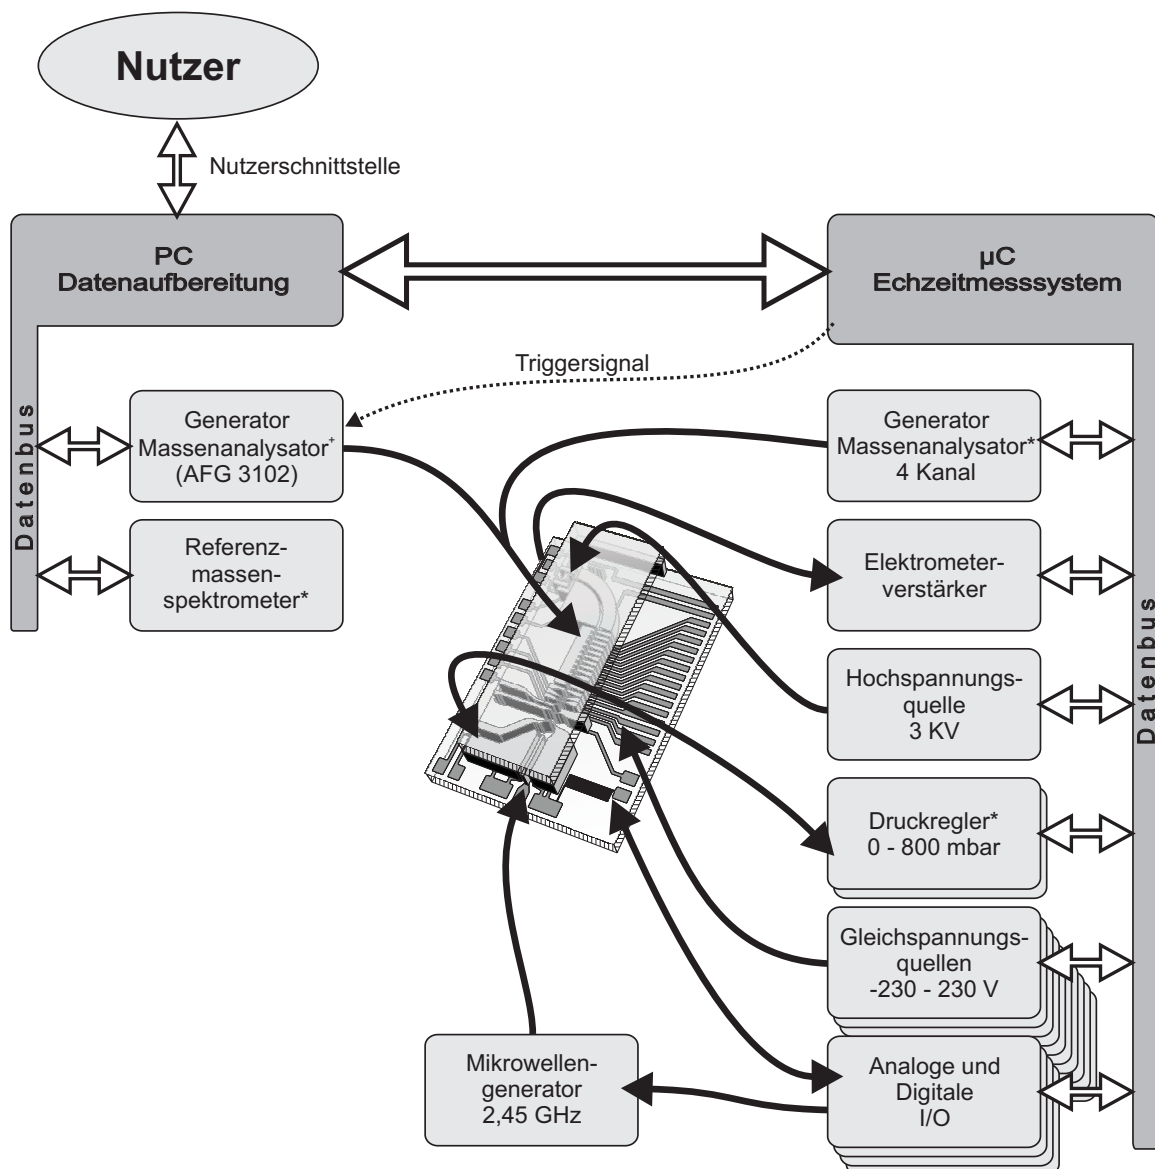 Nutzer
Nutzerschnittstelle
PC
Datenaufbereitung
µC
Echzeitmesssystem
Triggersignal
Datenbus
Generator
Massenanalysator⁺
(AFG 3102)
Referenz-
massen-
spektrometer*
Generator
Massenanalysator*
4 Kanal
Elektrometer-
verstärker
Hochspannungs-
quelle
3 KV
Datenbus
Druckregler*
0 - 800 mbar
Gleichspannungs-
quellen
-230 - 230 V
Mikrowellen-
generator
2,45 GHz
Analoge und
Digitale
I/O